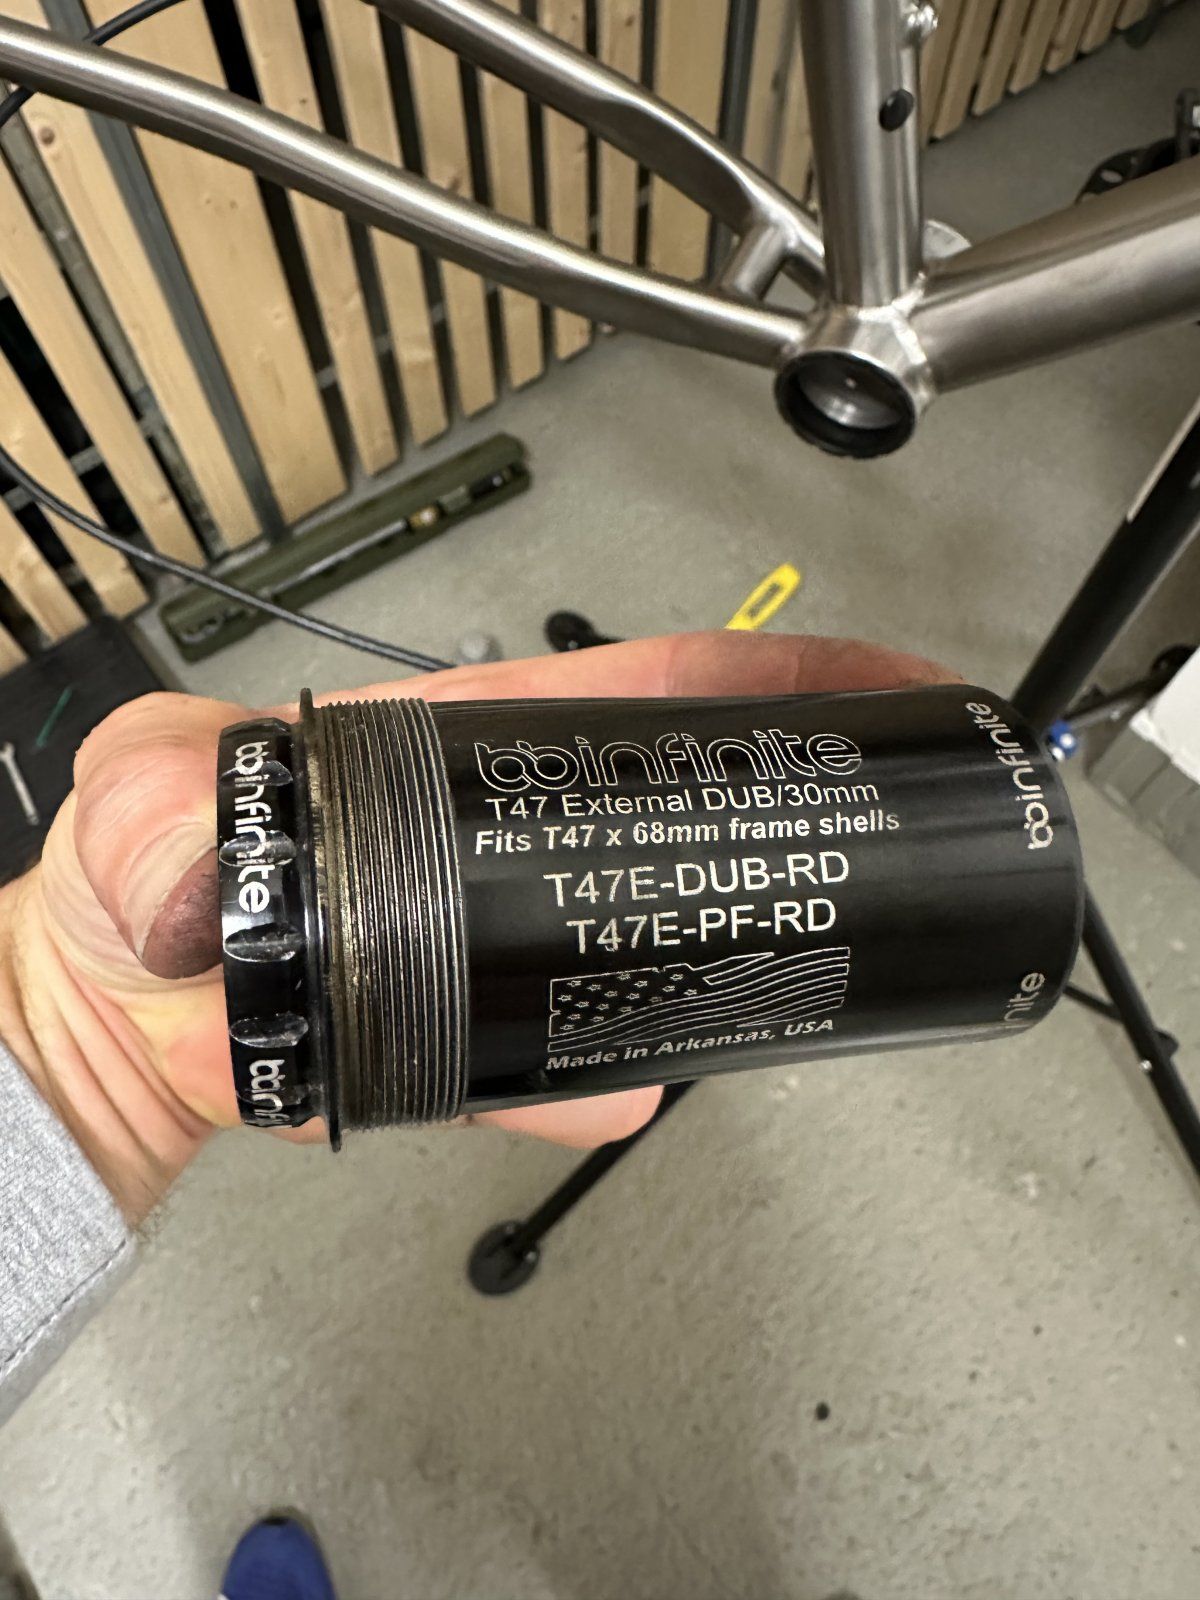 bbinfinite
T47 External DUB/30mm
Fits T47 x 68mm frame shells
T47E-DUB-RD
T47E-PF-RD
Made in Arkansas, USA
bbinfinite
bbinfinite